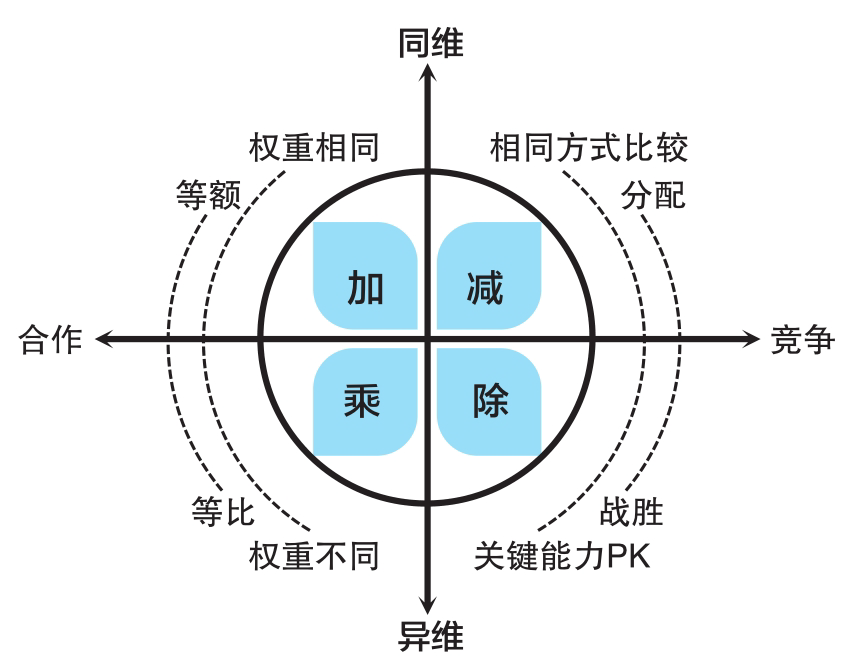 同维
权重相同
相同方式比较
等额
分配
加
减
合作
竞争
乘
除
等比
战胜
权重不同
关键能力PK
异维